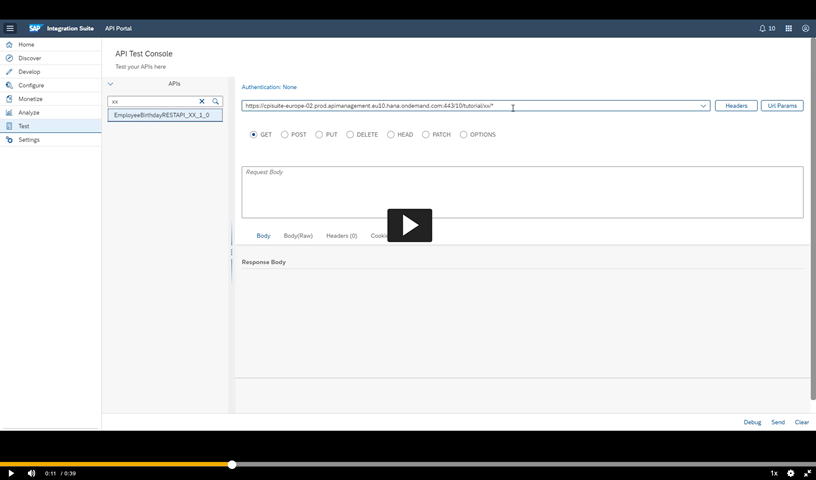 SAP Integration Suite API Portal 10
Home
Discover
Develop
Configure
Monetize
Analyze
Test
Settings
API Test Console
Test your APIs here
APIs
xx
EmployeeBirthdayRESTAPI_XX_1_0
Authentication: None
https://cpisuite-europe-02.prod.apimanagement.eu10.hana.ondemand.com:443/10/tutorial/xx/*
Headers Url Params
GET POST PUT DELETE HEAD PATCH OPTIONS
Request Body
Body Body(Raw) Headers (0)
Response Body
Debug Send Clear
0:11 / 0:39 1x